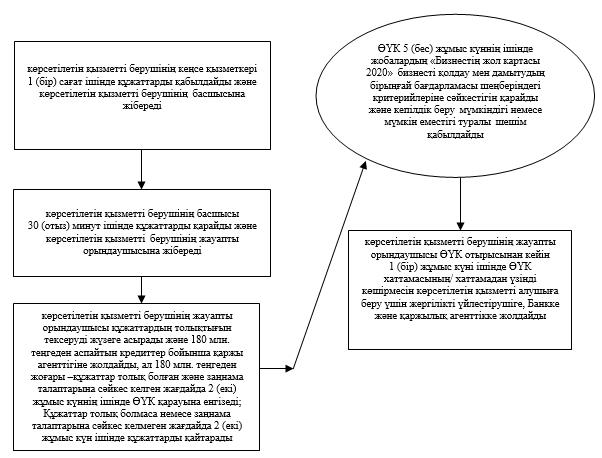 көрсетілетін қызметті берушінің кеңсе қызметкері
1 (бір) сағат ішінде құжаттарды қабылдайды және
көрсетілетін қызметті берушінің басшысына
жібереді
көрсетілетін қызметті берушінің басшысы
30 (отыз) минут ішінде құжаттарды қарайды және
көрсетілетін қызметті берушінің жауапты
орындаушысына жібереді
көрсетілетін қызметті берушінің жауапты
орындаушысы құжаттардың толықтығын
тексеруді жүзеге асырады және 180 млн.
теңгеден аспайтын кредиттер бойынша қаржы
агенттігіне жолдайды, ал 180 млн. теңгеден
жоғары –құжаттар толық болған және заңнама
талаптарына сәйкес келген жағдайда 2 (екі)
жұмыс күннің ішінде ӨҮК қарауына енгізеді;
Құжаттар толық болмаса немесе заңнама
талаптарына сәйкес келмеген жағдайда 2 (екі)
жұмыс күн ішінде құжаттарды қайтарады
ӨҮК 5 (бес) жұмыс күннің ішінде
жобалардың «Бизнестің жол картасы
2020» бизнесті қолдау мен дамытудың
бірыңғай бағдарламасы шеңберіндегі
критерийлеріне сәйкестігін қарайды
және кепілдік беру мүмкіндігі немесе
мүмкін еместігі туралы шешім
қабылдайды
көрсетілетін қызметті берушінің жауапты
орындаушысы ӨҮК отырысынан кейін
1 (бір) жұмыс күні ішінде ӨҮК
хаттамасының/ хаттамадан үзінді
көшірмесін көрсетілетін қызметті алушыға
беру үшін жергілікті үйлестірушіге, Банкке
және қаржылық агенттікке жолдайды